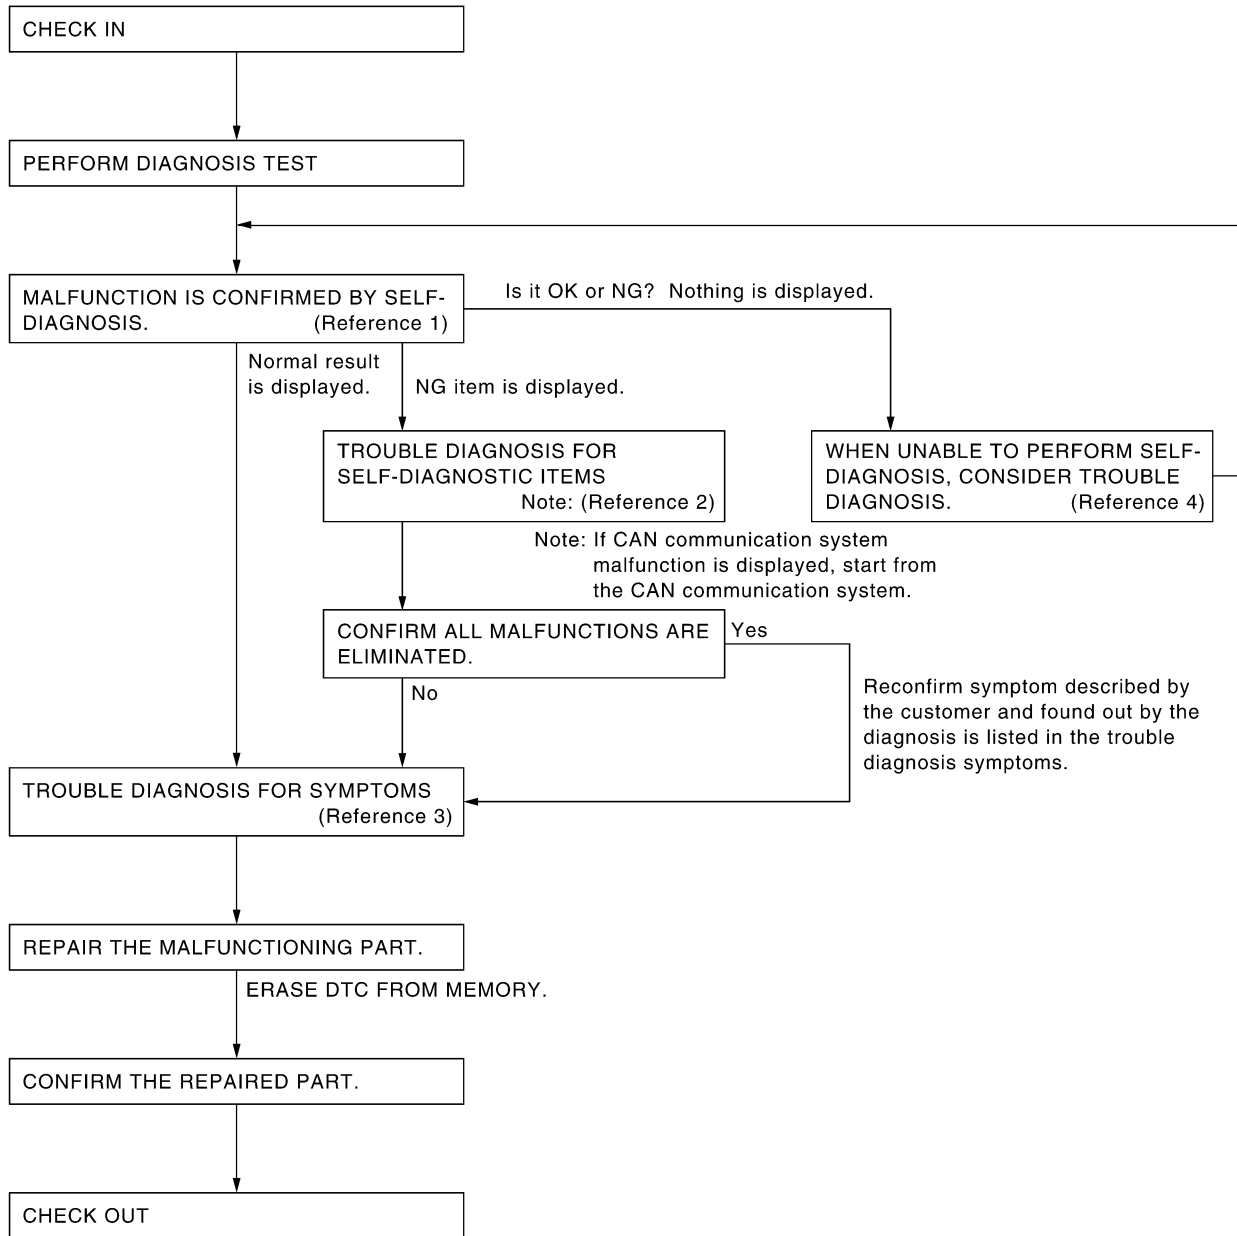 CHECK IN
PERFORM DIAGNOSIS TEST
MALFUNCTION IS CONFIRMED BY SELF-
DIAGNOSIS. (Reference 1)
Is it OK or NG? Nothing is displayed.
Normal result
is displayed.
NG item is displayed.
TROUBLE DIAGNOSIS FOR
SELF-DIAGNOSTIC ITEMS
Note: (Reference 2)
WHEN UNABLE TO PERFORM SELF-
DIAGNOSIS, CONSIDER TROUBLE
DIAGNOSIS. (Reference 4)
Note: If CAN communication system
malfunction is displayed, start from
the CAN communication system.
CONFIRM ALL MALFUNCTIONS ARE
ELIMINATED.
Yes
No
Reconfirm symptom described by
the customer and found out by the
diagnosis is listed in the trouble
diagnosis symptoms.
TROUBLE DIAGNOSIS FOR SYMPTOMS
(Reference 3)
REPAIR THE MALFUNCTIONING PART.
ERASE DTC FROM MEMORY.
CONFIRM THE REPAIRED PART.
CHECK OUT